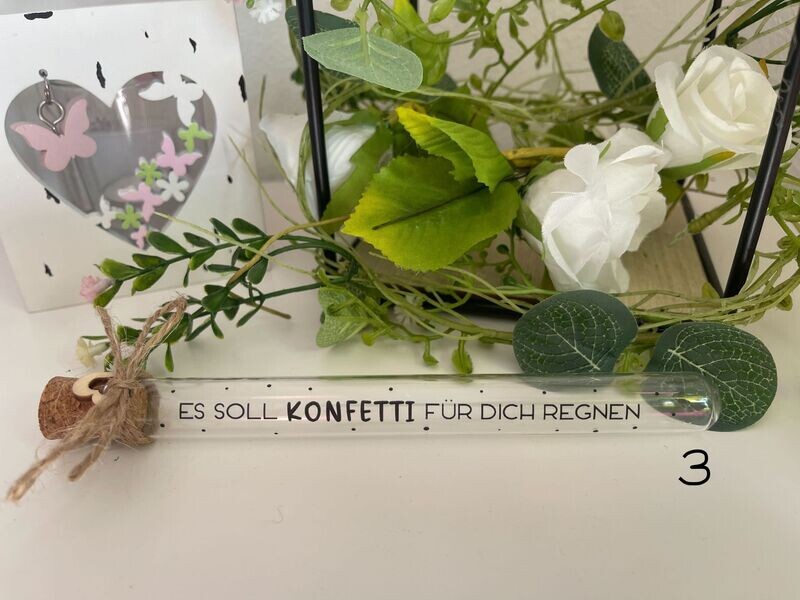 ES SOLL KONFETTI FÜR DICH REGNEN
3